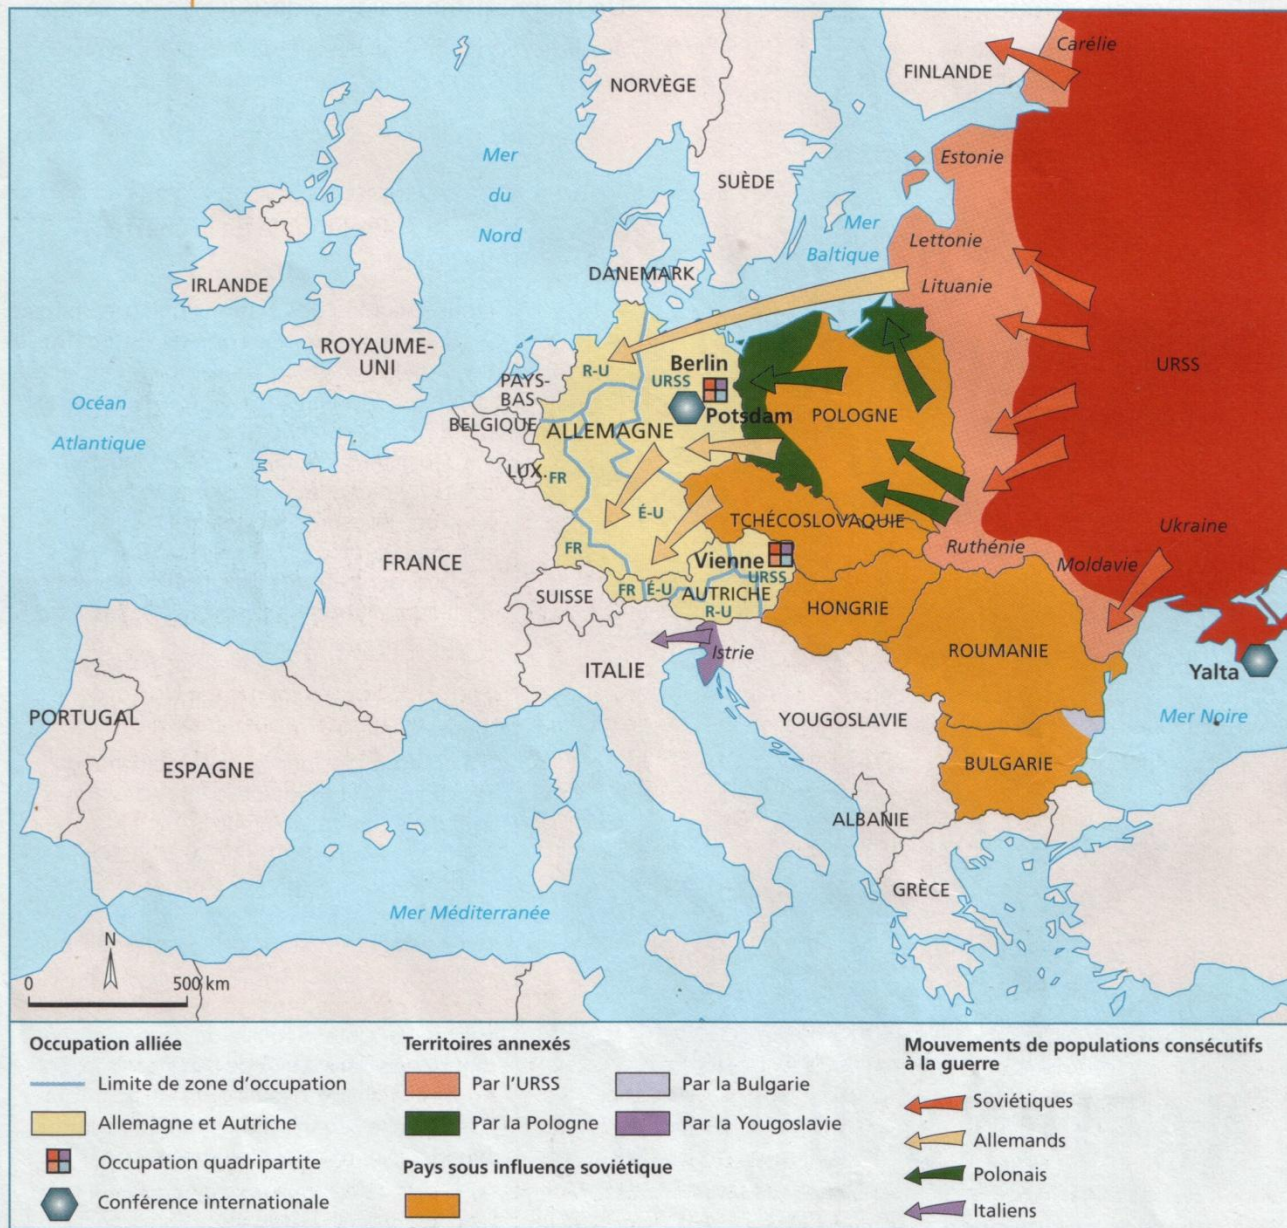 Carélie
FINLANDE
NORVÈGE
Mer
du
Nord
Estonie
SUÈDE
Mer
Baltique
Lettonie
DANEMARK
IRLANDE
Lituanie
ROYAUME-
UNI
Berlin
R-U
URSS
PAYS-
BAS
URSS
Océan
Atlantique
Potsdam
POLOGNE
BELGIQUE
ALLEMAGNE
LUX.
FR
É-U
TCHÉCOSLOVAQUIE
Ukraine
FR
Ruthénie
Moldavie
FRANCE
Vienne
URSS
SUISSE
FR
É-U
AUTRICHE
R-U
HONGRIE
Istrie
ITALIE
ROUMANIE
Yalta
PORTUGAL
YOUGOSLAVIE
Mer Noire
ESPAGNE
BULGARIE
ALBANIE
GRÈCE
Mer Méditerranée
N
0
500 km
Occupation alliée
Limite de zone d'occupation
Allemagne et Autriche
Occupation quadripartite
Conférence internationale
Territoires annexés
Par l'URSS
Par la Bulgarie
Par la Pologne
Par la Yougoslavie
Pays sous influence soviétique
Mouvements de populations consécutifs
à la guerre
Soviétiques
Allemands
Polonais
Italiens